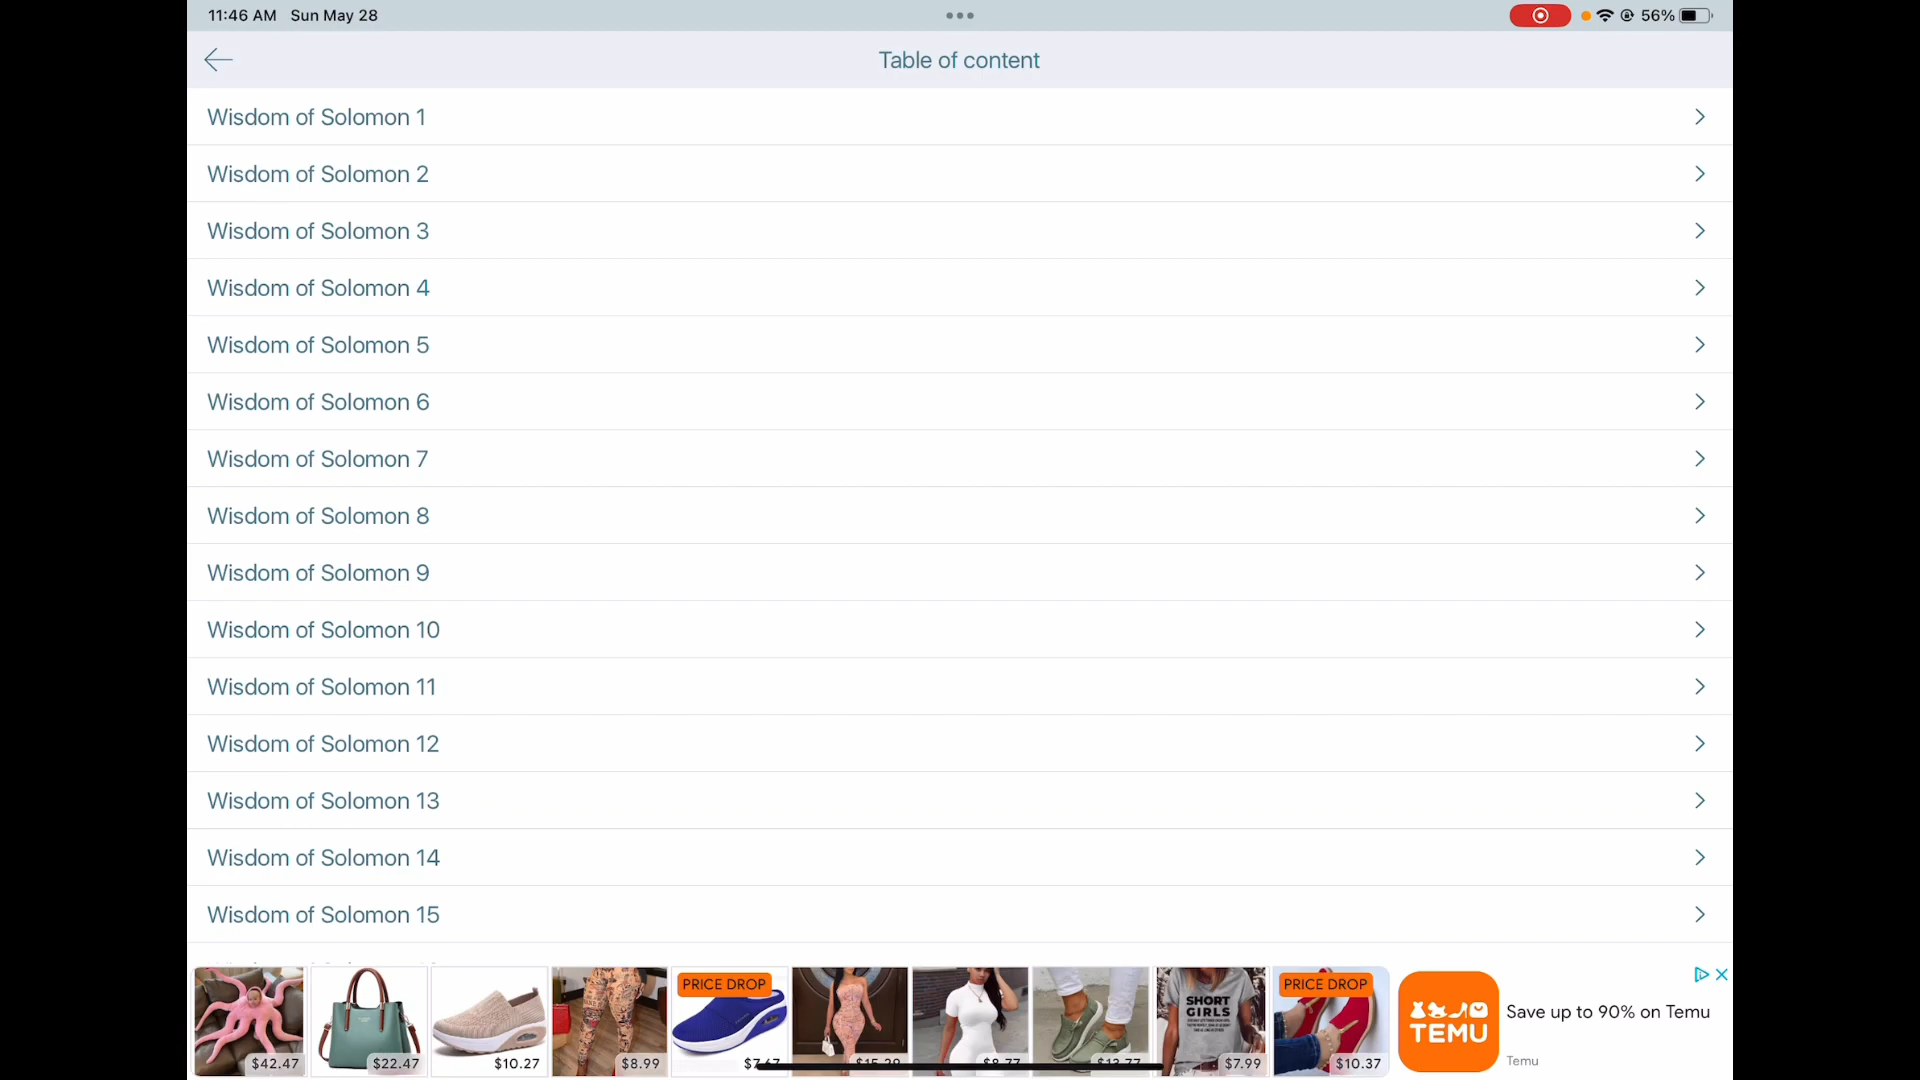 11:46 AM Sun May 28
56%
Table of content
Wisdom of Solomon 1
Wisdom of Solomon 2
Wisdom of Solomon 3
Wisdom of Solomon 4
Wisdom of Solomon 5
Wisdom of Solomon 6
Wisdom of Solomon 7
Wisdom of Solomon 8
Wisdom of Solomon 9
Wisdom of Solomon 10
Wisdom of Solomon 11
Wisdom of Solomon 12
Wisdom of Solomon 13
Wisdom of Solomon 14
Wisdom of Solomon 15
PRICE DROP
PRICE DROP
SHORT
GIRLS
TEMU
Save up to 90% on Temu
Temu
$42.47 $22.47 $10.27 $8.99 $7.99 $10.37